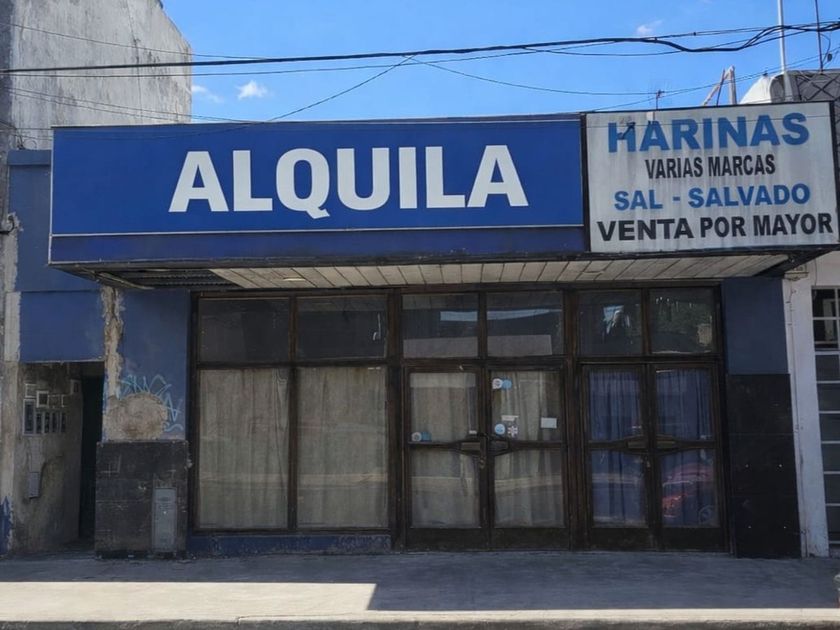 ALQUILA
HARINAS
VARIAS MARCAS
SAL - SALVADO
VENTA POR MAYOR